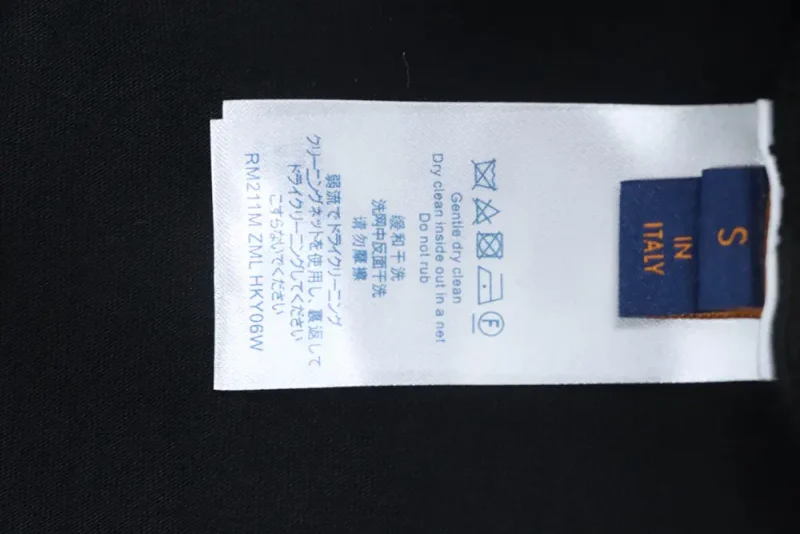 S
IN
ITALY
Gentle dry clean
Dry clean inside out in a net
Do not rub
缓和干洗
洗网中反面干洗
请勿摩擦
弱流でドライクリーニング
クリーニングネットを使用し、裏返して
ドライクリーニングしてください
こすらないでください
RM211M ZML HKY06W